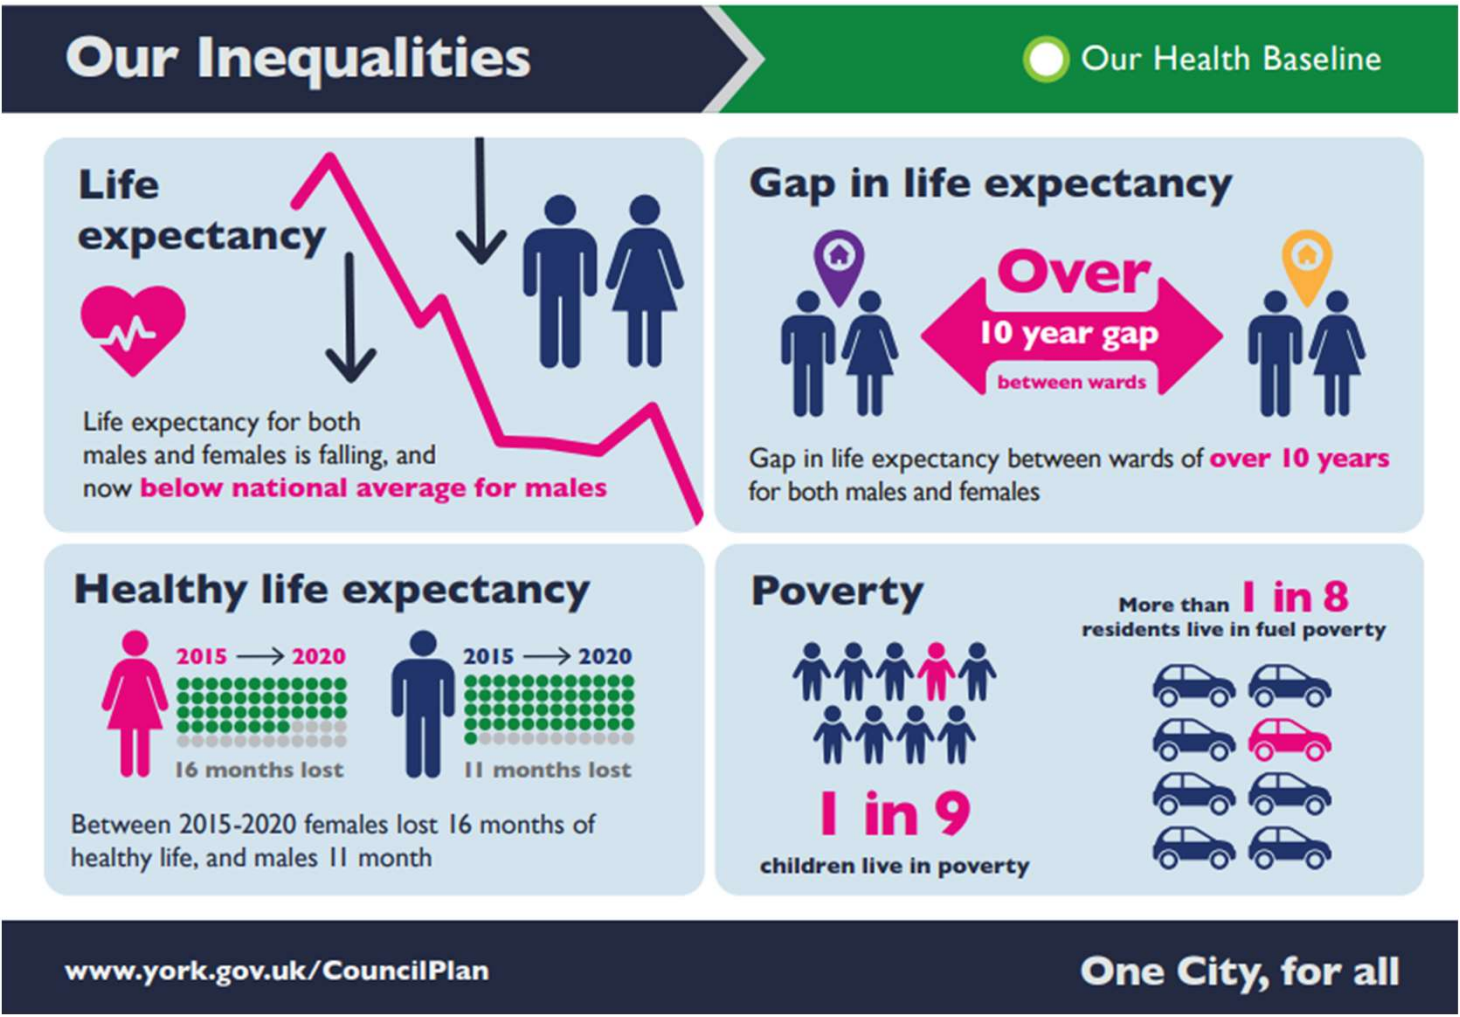 Our Inequalities
Our Health Baseline
Life
expectancy
Life expectancy for both
males and females is falling, and
now below national average for males
Gap in life expectancy
Over
10 year gap
between wards
Gap in life expectancy between wards of over 10 years
for both males and females
Healthy life expectancy
2015 → 2020
16 months lost
2015 → 2020
11 months lost
Between 2015-2020 females lost 16 months of
healthy life, and males 11 month
Poverty
1 in 9
children live in poverty
More than 1 in 8
residents live in fuel poverty
www.york.gov.uk/CouncilPlan
One City, for all